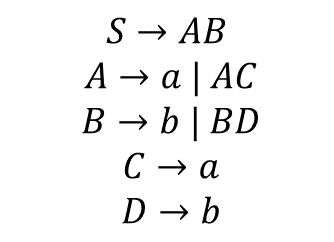 S → AB
A → a | AC
B → b | BD
C → a
D → b